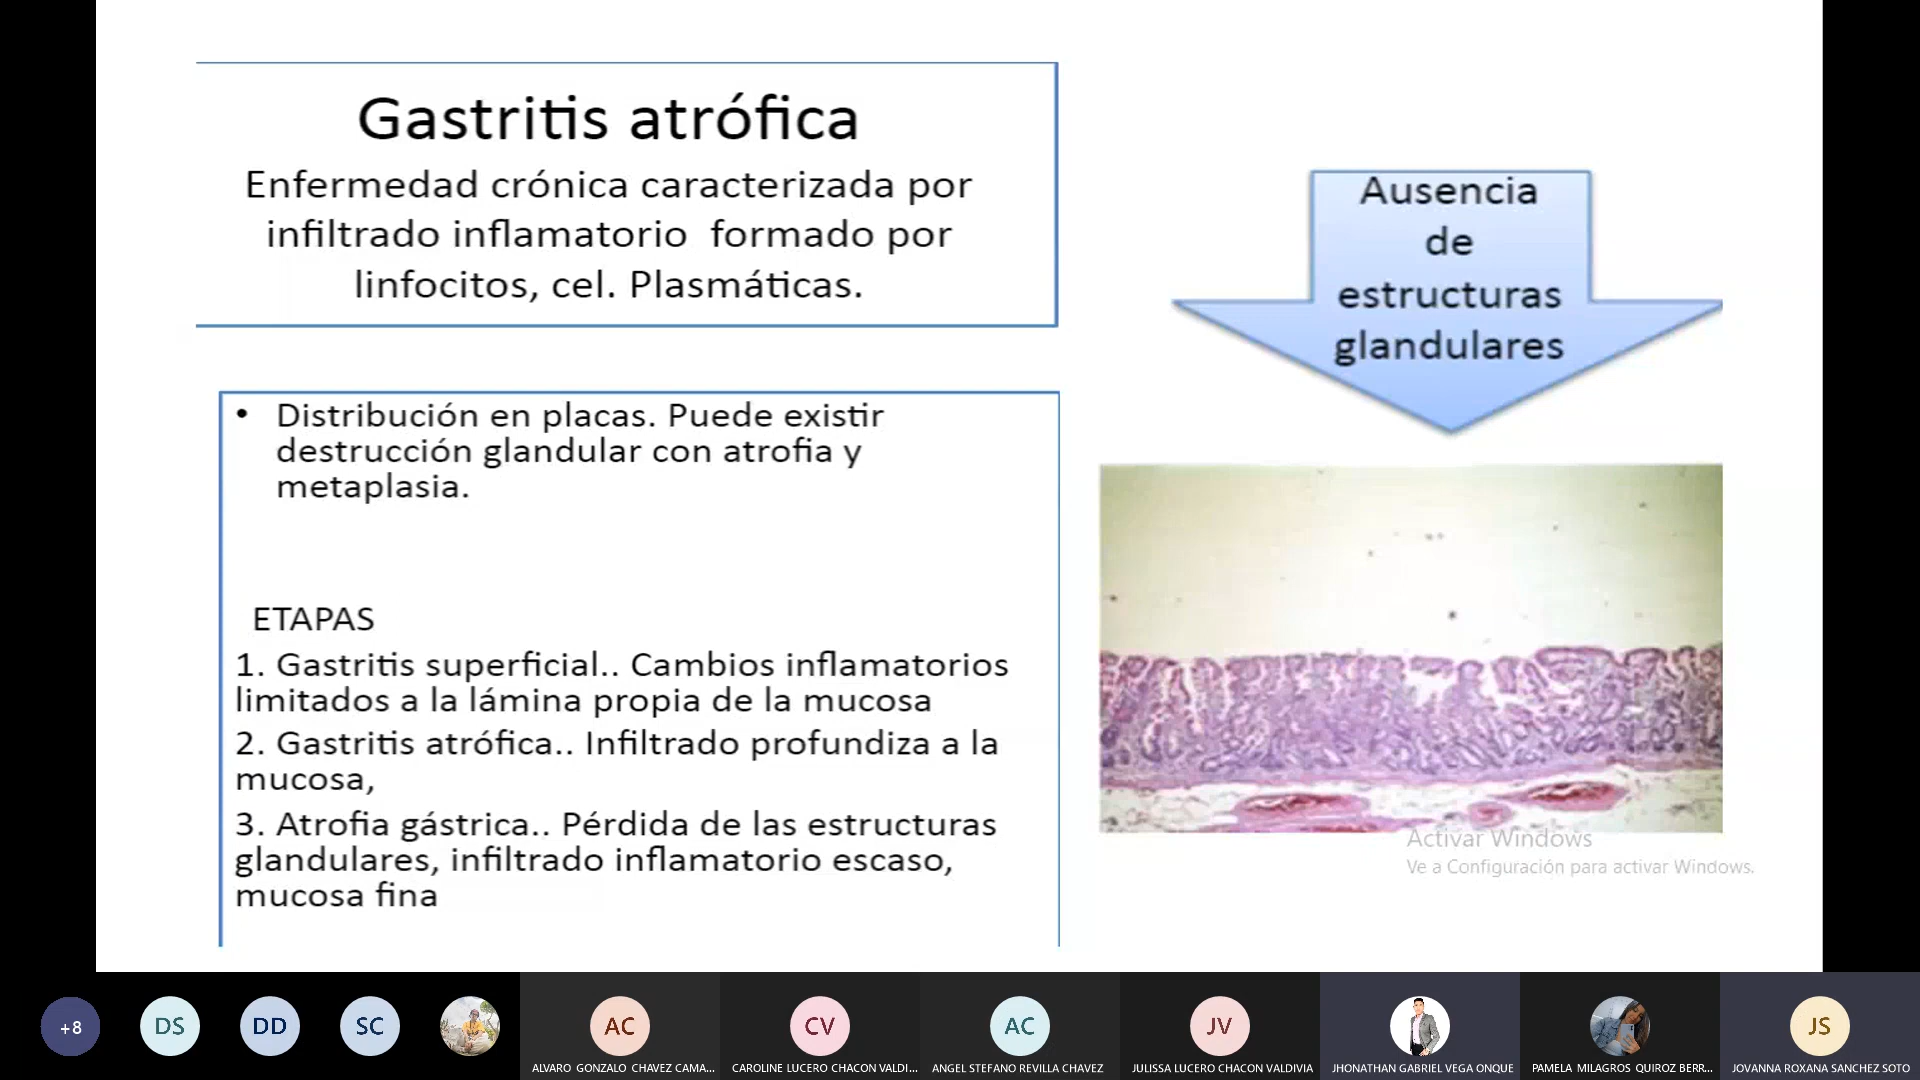 Gastritis atrófica
Enfermedad crónica caracterizada por
infiltrado inflamatorio formado por
linfocitos, cel. Plasmáticas.
Ausencia
de
estructuras
glandulares
• Distribución en placas. Puede existir
destrucción glandular con atrofia y
metaplasia.
ETAPAS
1. Gastritis superficial.. Cambios inflamatorios
limitados a la lámina propia de la mucosa
2. Gastritis atrófica.. Infiltrado profundiza a la
mucosa,
3. Atrofia gástrica.. Pérdida de las estructuras
glandulares, infiltrado inflamatorio escaso,
mucosa fina
Activar Windows
Ve a Configuración para activar Windows.
+8
DS
DD
SC
AC
CV
AC
JV
JS
ALVARO GONZALO CHAVEZ CAMA...
CAROLINE LUCERO CHACON VALDI...
ANGEL STEFANO REVILLA CHAVEZ
JULISSA LUCERO CHACON VALDIVIA
JHONATHAN GABRIEL VEGA ONQUE
PAMELA MILAGROS QUIROZ BERR...
JOVANNA ROXANA SANCHEZ SOTO